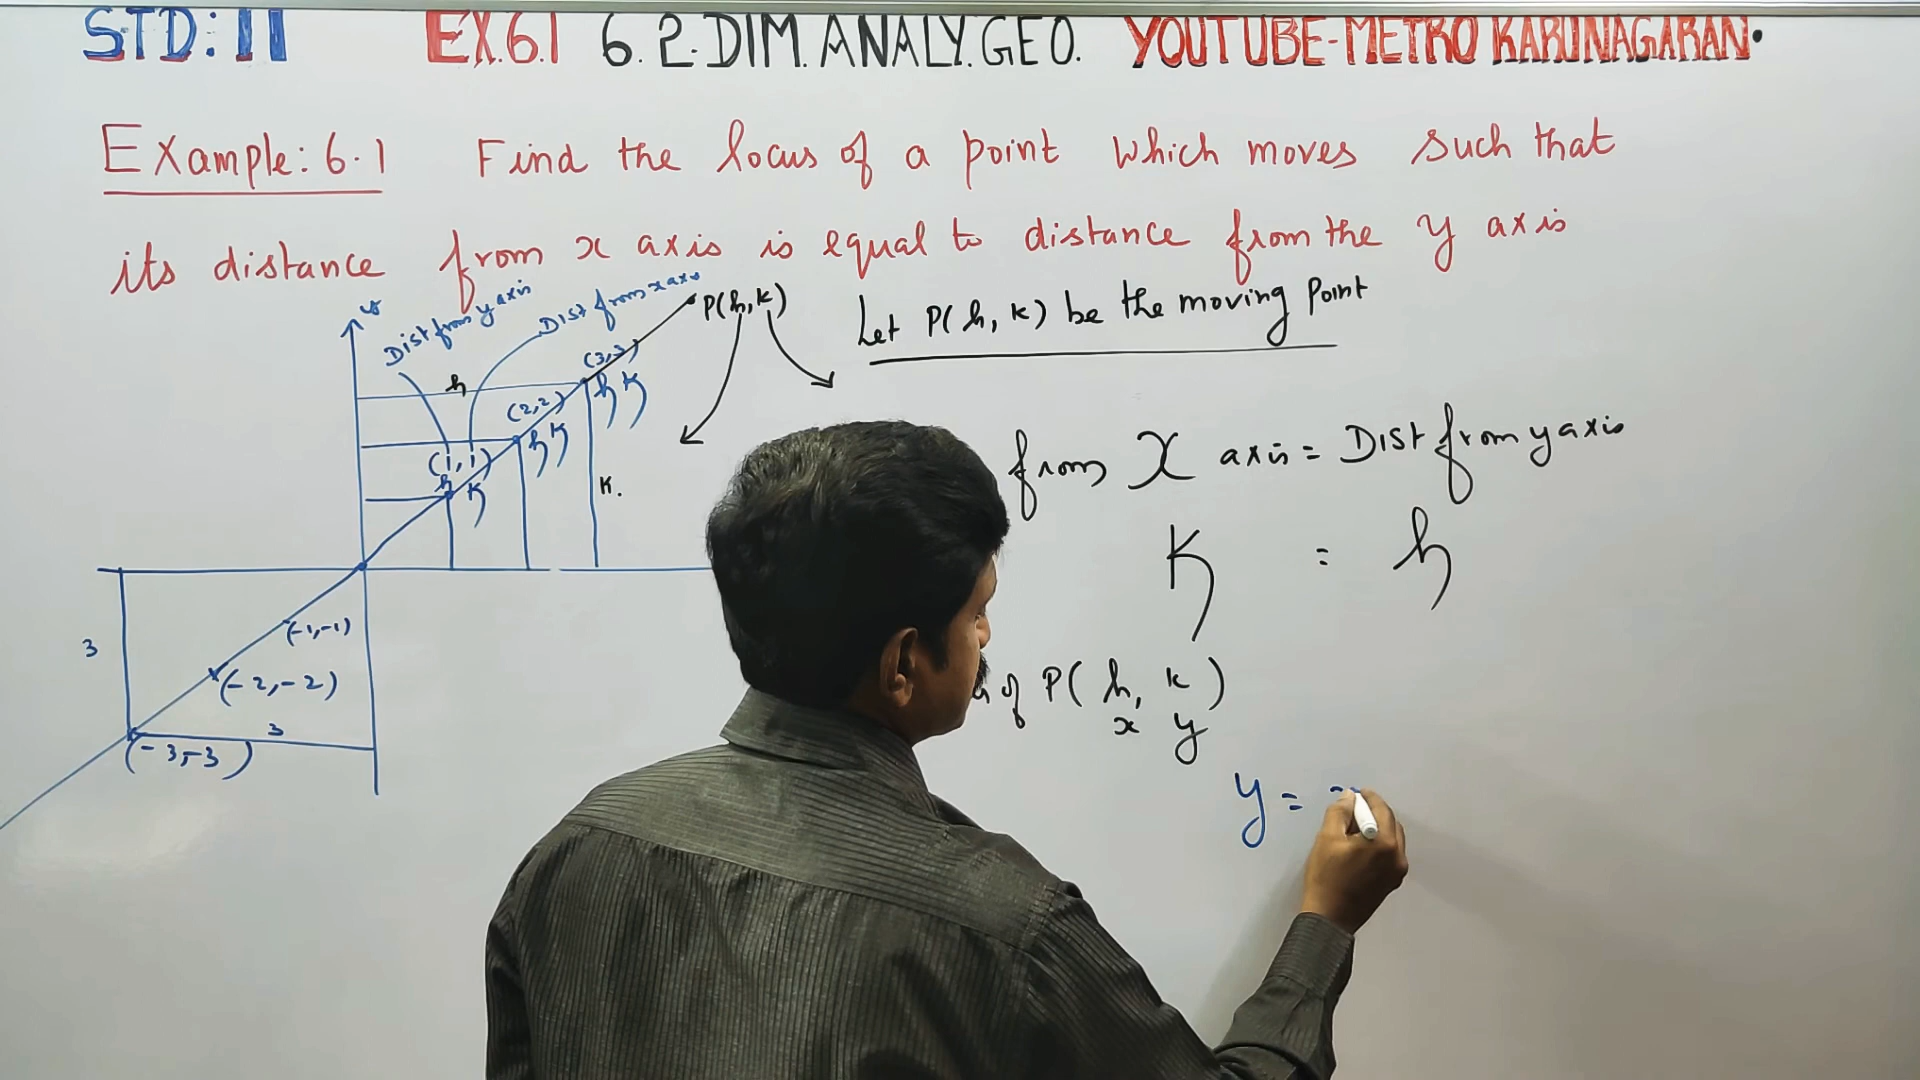 STD: 11 EX.6.1 6. 2-DIM. ANALY. GEO. YOUTUBE-METRO KARUNAGARAN.
Example: 6.1 Find the locus of a point which moves such that
its distance from x axis is equal to distance from the y axis
Dist from y axis
Dist from x axis
P(h, k)
Let P(h, k) be the moving point
(3,3)
h
h k
(2,2)
h k
(1, 1)
h k
k.
from X axis = Dist from y axis
K = h
(-1,-1)
3
(-2,-2)
of P(h, k)
x y
3
(-3,-3)
y =